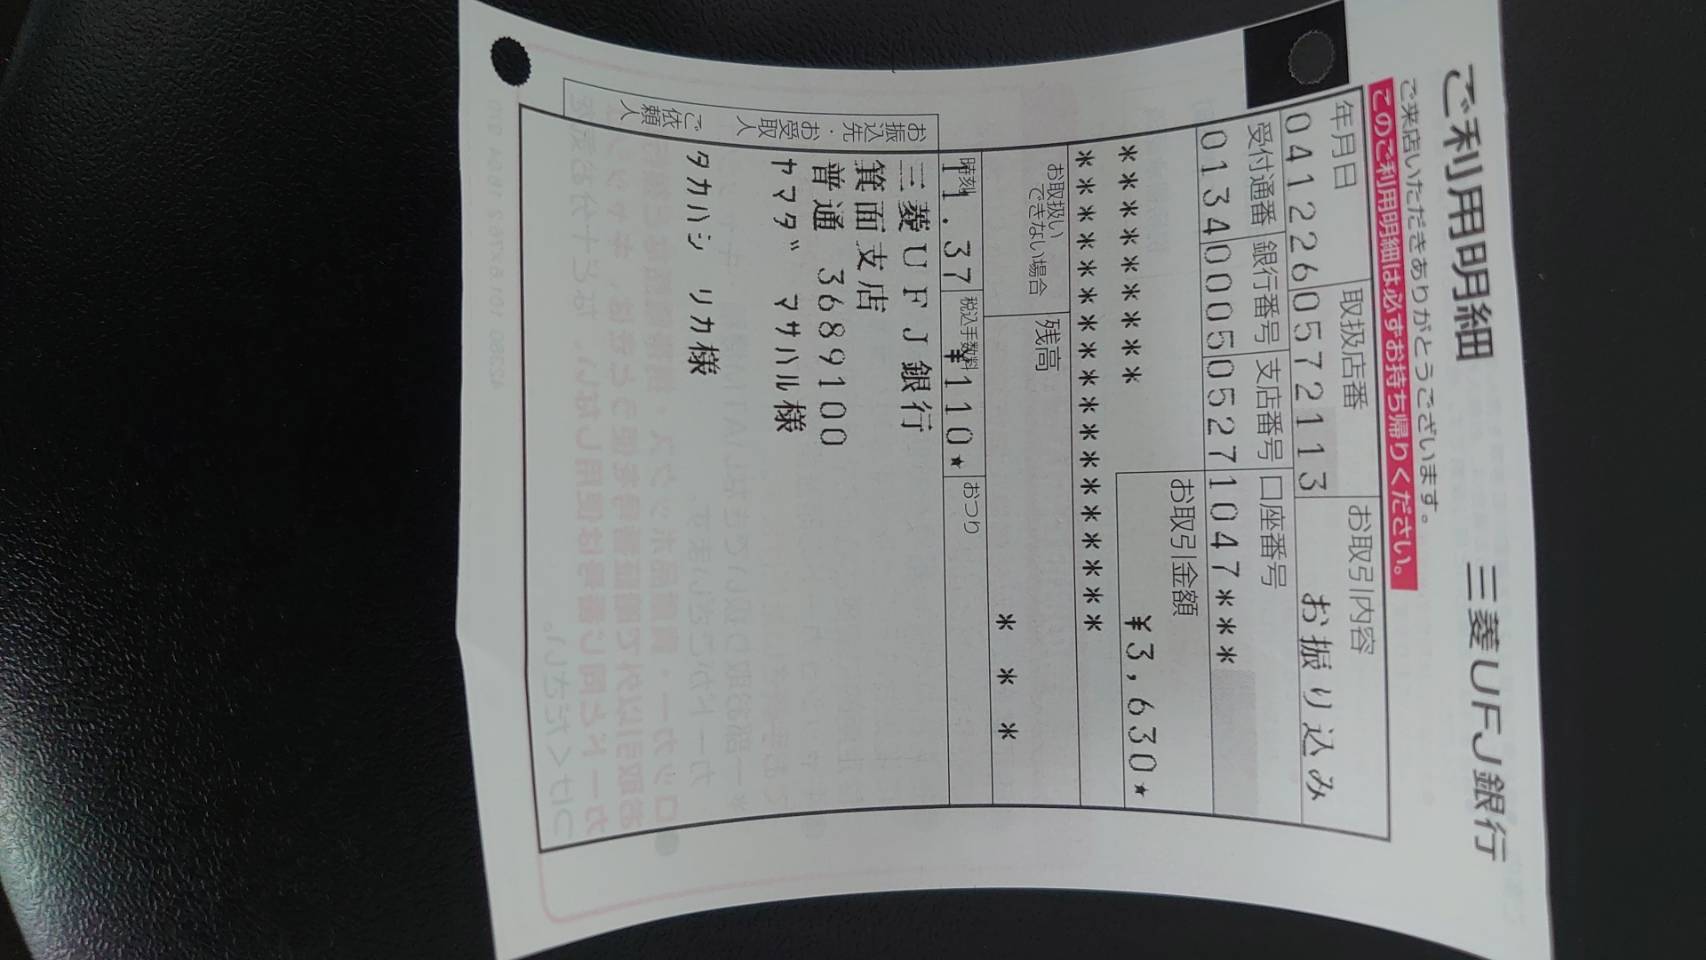 ご利用明細 三菱UFJ銀行
ご来店いただきありがとうございます。
このご利用明細は必ずお持ち帰りください。
年月日 取扱店番 お取引内容
041226 0572113 お振り込み
受付通番 銀行番号 支店番号 口座番号
0134 0005 0527 1047***
お取引金額
********* ¥3,630★
******************
お取扱いできない場合 残高
***
時刻 税込手数料 おつり
11.37 ¥110★
お振込先・お受取人
三菱UFJ銀行
箕面支店
普通 3689100
ヤマダ マサハル様
ご依頼人
タカハシ リカ様